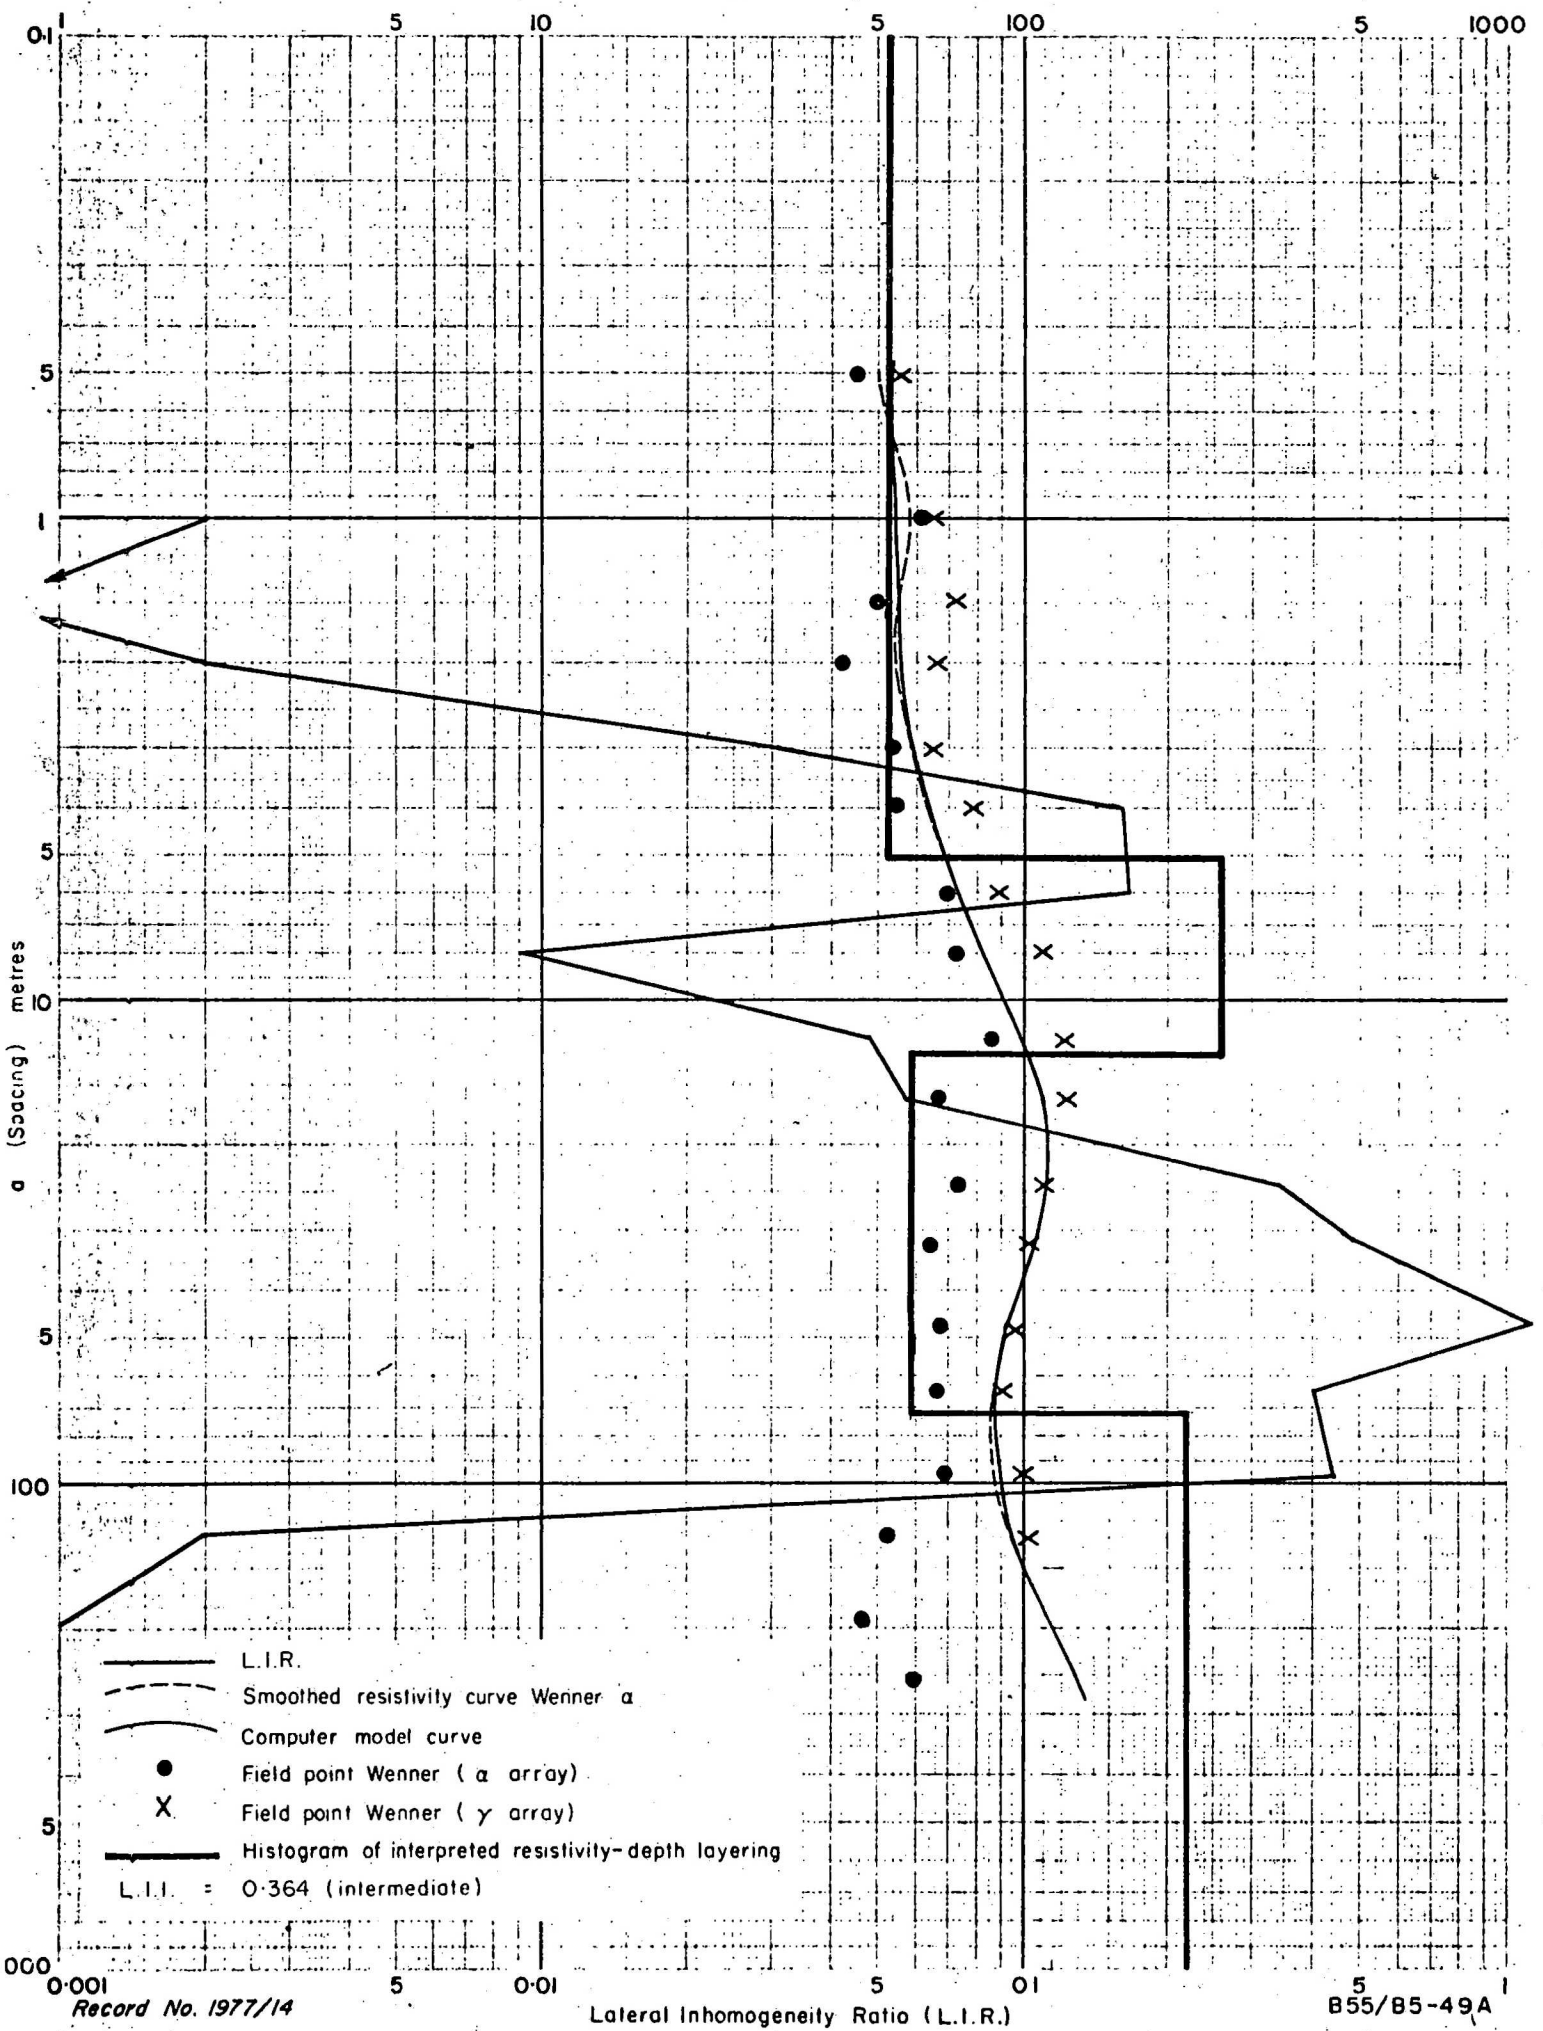 1 5 10 5 100 5 1000
0.1
5
1
5
10
5
100
5
000
a (Spacing) metres
L.I.R.
Smoothed resistivity curve Wenner α
Computer model curve
Field point Wenner ( α array)
Field point Wenner ( γ array)
Histogram of interpreted resistivity-depth layering
L.I.I. = 0·364 (intermediate)
0·001 5 0·01 5 01 5 1
Record No. 1977/14
Lateral Inhomogeneity Ratio (L.I.R.)
B55/B5-49A